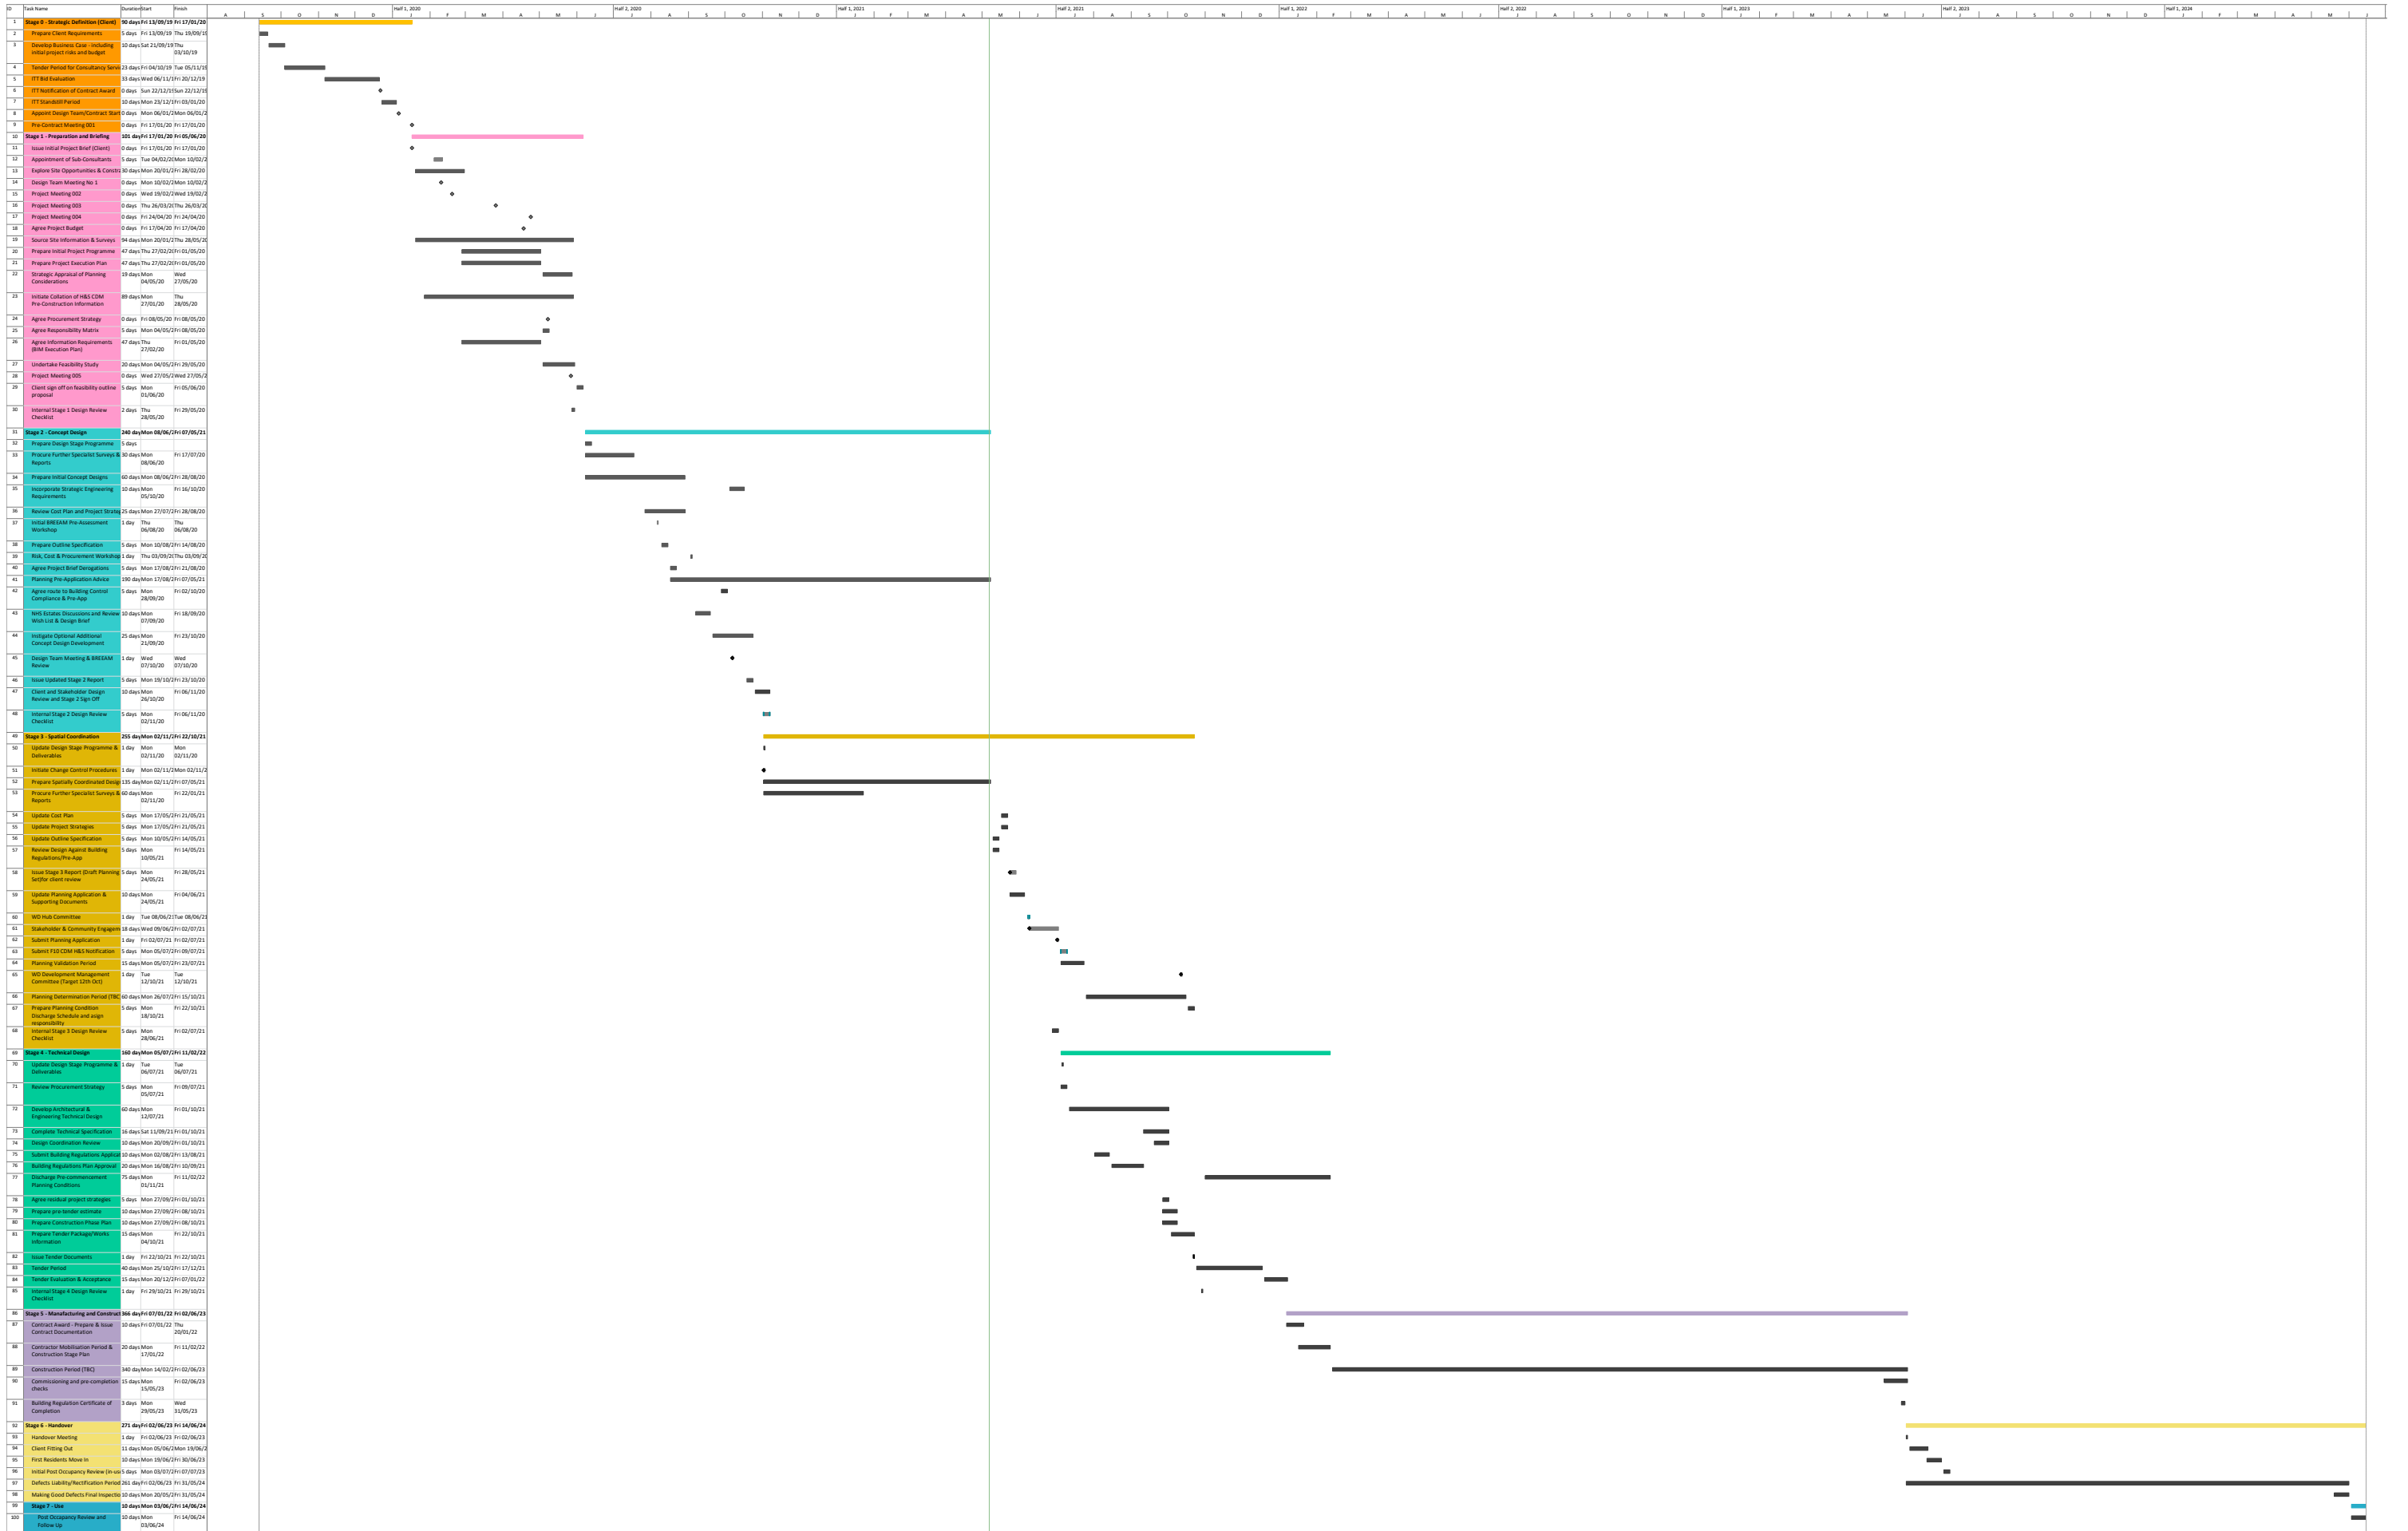 ID Task Name Duration Start Finish Half 1, 2020 Half 2, 2020 Half 1, 2021 Half 2, 2021 Half 1, 2022 Half 2, 2022 Half 1, 2023 Half 2, 2023 Half 1, 2024
A S O N D J F M A M J J A S O N D J F M A M J J A S O N D J F M A M J J A S O N D J F M A M J J A S O N D J F M A M J
1 Stage 0 - Strategic Definition (Client) 90 days Fri 13/09/19 Fri 17/01/20
2 Prepare Client Requirements 5 days Fri 13/09/19 Thu 19/09/19
3 Develop Business Case - including 10 days Sat 21/09/19 Thu
initial project risks and budget 03/10/19
4 Tender Period for Consultancy Servi 23 days Fri 04/10/19 Tue 05/11/19
5 ITT Bid Evaluation 33 days Wed 06/11/1 Fri 20/12/19
6 ITT Notification of Contract Award 0 days Sun 22/12/1 Sun 22/12/19
7 ITT Standstill Period 10 days Mon 23/12/1 Fri 03/01/20
8 Appoint Design Team/Contract Start 0 days Mon 06/01/2 Mon 06/01/2
9 Pre-Contract Meeting 001 0 days Fri 17/01/20 Fri 17/01/20
10 Stage 1 - Preparation and Briefing 101 day Fri 17/01/20 Fri 05/06/20
11 Issue Initial Project Brief (Client) 0 days Fri 17/01/20 Fri 17/01/20
12 Appointment of Sub-Consultants 5 days Tue 04/02/20 Mon 10/02/2
13 Explore Site Opportunities & Constra 30 days Mon 20/01/2 Fri 28/02/20
14 Design Team Meeting No 1 0 days Mon 10/02/2 Mon 10/02/2
15 Project Meeting 002 0 days Wed 19/02/2 Wed 19/02/2
16 Project Meeting 003 0 days Thu 26/03/20 Thu 26/03/20
17 Project Meeting 004 0 days Fri 24/04/20 Fri 24/04/20
18 Agree Project Budget 0 days Fri 17/04/20 Fri 17/04/20
19 Source Site Information & Surveys 94 days Mon 20/01/2 Thu 28/05/20
20 Prepare Initial Project Programme 47 days Thu 27/02/20 Fri 01/05/20
21 Prepare Project Execution Plan 47 days Thu 27/02/20 Fri 01/05/20
22 Strategic Appraisal of Planning 19 days Mon Wed
Considerations 04/05/20 27/05/20
23 Initiate Collation of H&S CDM 89 days Mon Thu
Pre-Construction Information 27/01/20 28/05/20
24 Agree Procurement Strategy 0 days Fri 08/05/20 Fri 08/05/20
25 Agree Responsibility Matrix 5 days Mon 04/05/2 Fri 08/05/20
26 Agree Information Requirements 47 days Thu Fri 01/05/20
(BIM Execution Plan) 27/02/20
27 Undertake Feasibility Study 20 days Mon 04/05/2 Fri 29/05/20
28 Project Meeting 005 0 days Wed 27/05/2 Wed 27/05/2
29 Client sign off on feasibility outline 5 days Mon Fri 05/06/20
proposal 01/06/20
30 Internal Stage 1 Design Review 2 days Thu Fri 29/05/20
Checklist 28/05/20
31 Stage 2 - Concept Design 240 day Mon 08/06/2 Fri 07/05/21
32 Prepare Design Stage Programme 5 days
33 Procure Further Specialist Surveys & 30 days Mon Fri 17/07/20
Reports 08/06/20
34 Prepare Initial Concept Designs 60 days Mon 08/06/2 Fri 28/08/20
35 Incorporate Strategic Engineering 10 days Mon Fri 16/10/20
Requirements 05/10/20
36 Review Cost Plan and Project Strateg 25 days Mon 27/07/2 Fri 28/08/20
37 Initial BREEAM Pre-Assessment 1 day Thu Thu
Workshop 06/08/20 06/08/20
38 Prepare Outline Specification 5 days Mon 10/08/2 Fri 14/08/20
39 Risk, Cost & Procurement Workshop 1 day Thu 03/09/20 Thu 03/09/20
40 Agree Project Brief Derogations 5 days Mon 17/08/2 Fri 21/08/20
41 Planning Pre-Application Advice 190 day Mon 17/08/2 Fri 07/05/21
42 Agree route to Building Control 5 days Mon Fri 02/10/20
Compliance & Pre-App 28/09/20
43 NHS Estates Discussions and Review 10 days Mon Fri 18/09/20
Wish List & Design Brief 07/09/20
44 Instigate Optional Additional 25 days Mon Fri 23/10/20
Concept Design Development 21/09/20
45 Design Team Meeting & BREEAM 1 day Wed Wed
Review 07/10/20 07/10/20
46 Issue Updated Stage 2 Report 5 days Mon 19/10/2 Fri 23/10/20
47 Client and Stakeholder Design 10 days Mon Fri 06/11/20
Review and Stage 2 Sign Off 26/10/20
48 Internal Stage 2 Design Review 5 days Mon Fri 06/11/20
Checklist 02/11/20
49 Stage 3 - Spatial Coordination 255 day Mon 02/11/2 Fri 22/10/21
50 Update Design Stage Programme & 1 day Mon Mon
Deliverables 02/11/20 02/11/20
51 Initiate Change Control Procedures 1 day Mon 02/11/2 Mon 02/11/2
52 Prepare Spatially Coordinated Desig 135 day Mon 02/11/2 Fri 07/05/21
53 Procure Further Specialist Surveys & 60 days Mon Fri 22/01/21
Reports 02/11/20
54 Update Cost Plan 5 days Mon 17/05/2 Fri 21/05/21
55 Update Project Strategies 5 days Mon 17/05/2 Fri 21/05/21
56 Update Outline Specification 5 days Mon 10/05/2 Fri 14/05/21
57 Review Design Against Building 5 days Mon Fri 14/05/21
Regulations/Pre-App 10/05/21
58 Issue Stage 3 Report (Draft Planning 5 days Mon Fri 28/05/21
Set)for client review 24/05/21
59 Update Planning Application & 10 days Mon Fri 04/06/21
Supporting Documents 24/05/21
60 WD Hub Committee 1 day Tue 08/06/21 Tue 08/06/21
61 Stakeholder & Community Engagem 18 days Wed 09/06/2 Fri 02/07/21
62 Submit Planning Application 1 day Fri 02/07/21 Fri 02/07/21
63 Submit F10 CDM H&S Notification 5 days Mon 05/07/2 Fri 09/07/21
64 Planning Validation Period 15 days Mon 05/07/2 Fri 23/07/21
65 WD Development Management 1 day Tue Tue
Committee (Target 12th Oct) 12/10/21 12/10/21
66 Planning Determination Period (TBC 60 days Mon 26/07/2 Fri 15/10/21
67 Prepare Planning Condition 5 days Mon Fri 22/10/21
Discharge Schedule and asign 18/10/21
responsibility
68 Internal Stage 3 Design Review 5 days Mon Fri 02/07/21
Checklist 28/06/21
69 Stage 4 - Technical Design 160 day Mon 05/07/2 Fri 11/02/22
70 Update Design Stage Programme & 1 day Tue Tue
Deliverables 06/07/21 06/07/21
71 Review Procurement Strategy 5 days Mon Fri 09/07/21
05/07/21
72 Develop Architectural & 60 days Mon Fri 01/10/21
Engineering Technical Design 12/07/21
73 Complete Technical Specification 16 days Sat 11/09/21 Fri 01/10/21
74 Design Coordination Review 10 days Mon 20/09/2 Fri 01/10/21
75 Submit Building Regulations Applicat 10 days Mon 02/08/2 Fri 13/08/21
76 Building Regulations Plan Approval 20 days Mon 16/08/2 Fri 10/09/21
77 Discharge Pre-commencement 75 days Mon Fri 11/02/22
Planning Conditions 01/11/21
78 Agree residual project strategies 5 days Mon 27/09/2 Fri 01/10/21
79 Prepare pre-tender estimate 10 days Mon 27/09/2 Fri 08/10/21
80 Prepare Construction Phase Plan 10 days Mon 27/09/2 Fri 08/10/21
81 Prepare Tender Package/Works 15 days Mon Fri 22/10/21
Information 04/10/21
82 Issue Tender Documents 1 day Fri 22/10/21 Fri 22/10/21
83 Tender Period 40 days Mon 25/10/2 Fri 17/12/21
84 Tender Evaluation & Acceptance 15 days Mon 20/12/2 Fri 07/01/22
85 Internal Stage 4 Design Review 1 day Fri 29/10/21 Fri 29/10/21
Checklist
86 Stage 5 - Manufacturing and Construct 366 day Fri 07/01/22 Fri 02/06/23
87 Contract Award - Prepare & Issue 10 days Fri 07/01/22 Thu
Contract Documentation 20/01/22
88 Contractor Mobilisation Period & 20 days Mon Fri 11/02/22
Construction Stage Plan 17/01/22
89 Construction Period (TBC) 340 day Mon 14/02/2 Fri 02/06/23
90 Commissioning and pre-completion 15 days Mon Fri 02/06/23
checks 15/05/23
91 Building Regulation Certificate of 3 days Mon Wed
Completion 29/05/23 31/05/23
92 Stage 6 - Handover 271 day Fri 02/06/23 Fri 14/06/24
93 Handover Meeting 1 day Fri 02/06/23 Fri 02/06/23
94 Client Fitting Out 11 days Mon 05/06/2 Mon 19/06/2
95 First Residents Move In 10 days Mon 19/06/2 Fri 30/06/23
96 Initial Post Occupancy Review (in-us 5 days Mon 03/07/2 Fri 07/07/23
97 Defects Liability/Rectification Period 261 day Fri 02/06/23 Fri 31/05/24
98 Making Good Defects Final Inspectio 10 days Mon 20/05/2 Fri 31/05/24
99 Stage 7 - Use 10 days Mon 03/06/2 Fri 14/06/24
100 Post Occupancy Review and 10 days Mon Fri 14/06/24
Follow Up 03/06/24